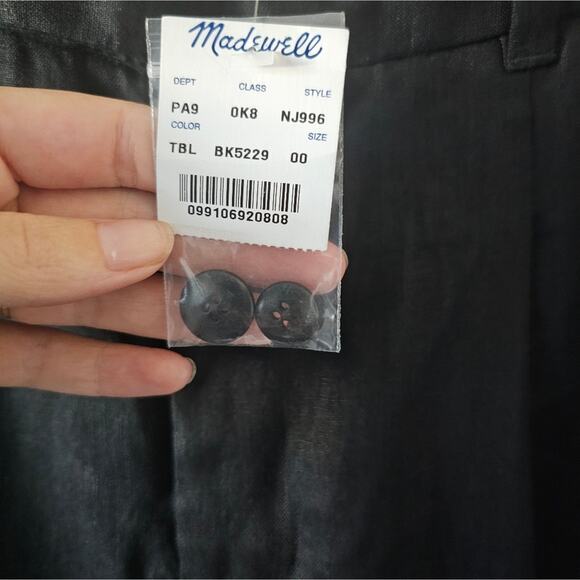 Madewell
DEPT CLASS STYLE
PA9 0K8 NJ996
COLOR SIZE
TBL BK5229 00
099106920808